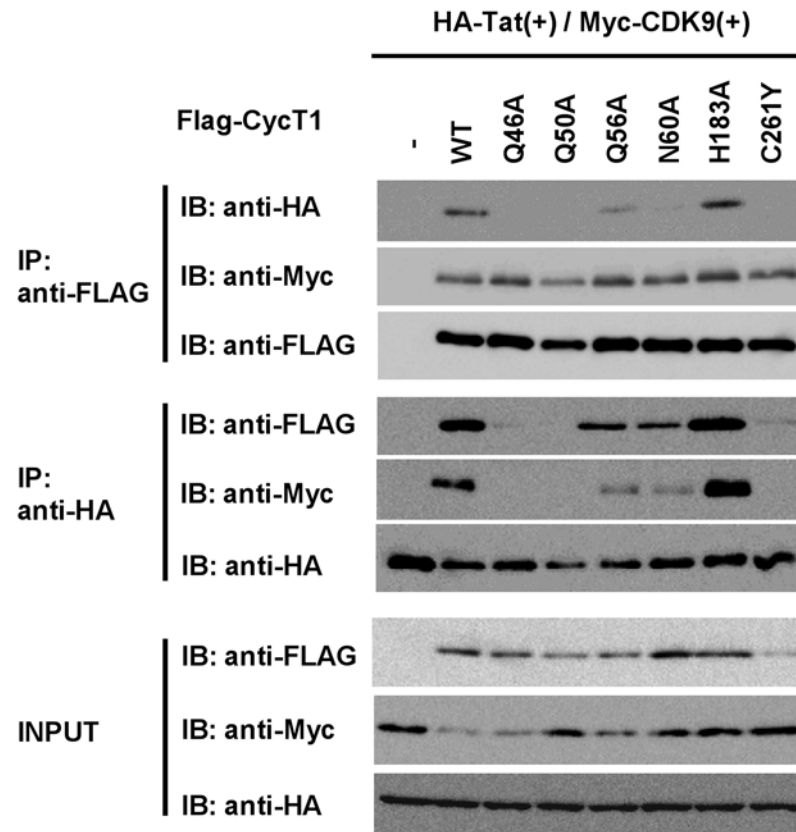 HA-Tat(+) / Myc-CDK9(+)
Flag-CycT1
- WT Q46A Q50A Q56A N60A H183A C261Y
IP:
anti-FLAG
IB: anti-HA
IB: anti-Myc
IB: anti-FLAG
IP:
anti-HA
IB: anti-FLAG
IB: anti-Myc
IB: anti-HA
INPUT
IB: anti-FLAG
IB: anti-Myc
IB: anti-HA